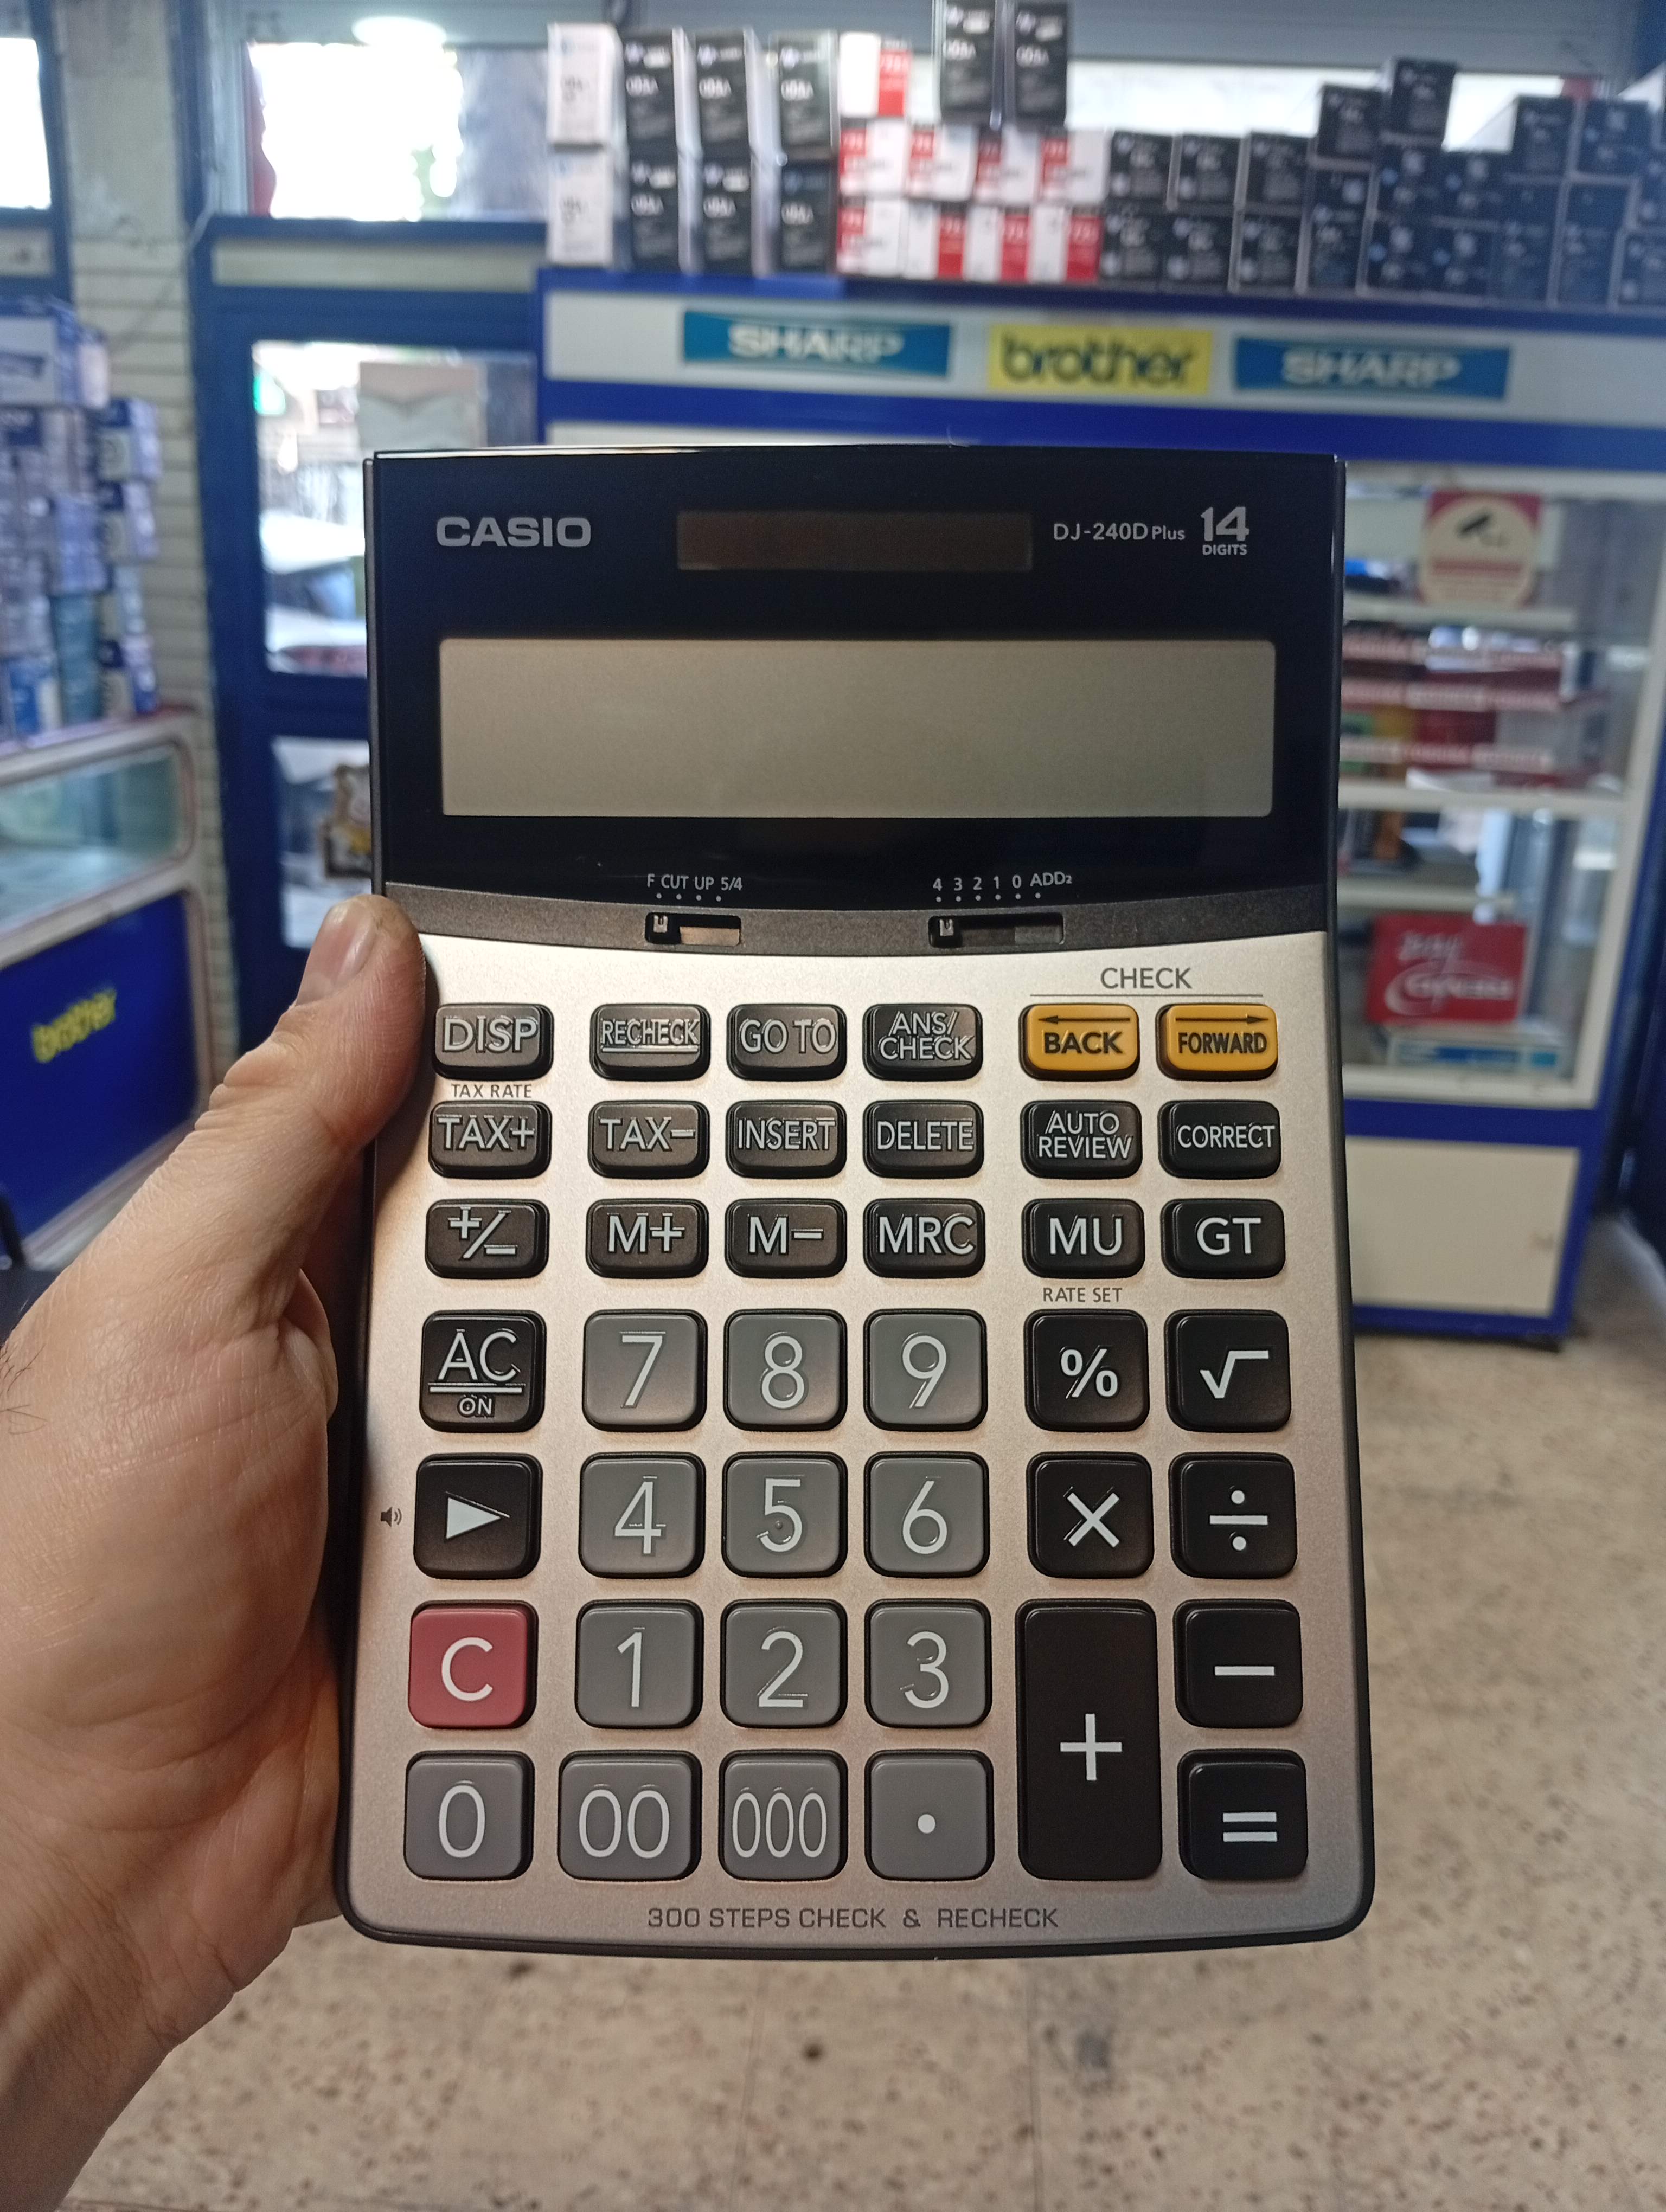 SHARP
brother
SHARP
CASIO
DJ-240D Plus 14
DIGITS
F CUT UP 5/4
4 3 2 1 0 ADD₂
CHECK
DISP RECHECK GO TO ANS/CHECK BACK FORWARD
TAX RATE
TAX+ TAX− INSERT DELETE AUTO REVIEW CORRECT
+/− M+ M− MRC MU GT
RATE SET
AC
ON
7 8 9 % √
4 5 6 × ÷
C 1 2 3 + −
0 00 000 · =
300 STEPS CHECK & RECHECK
brother